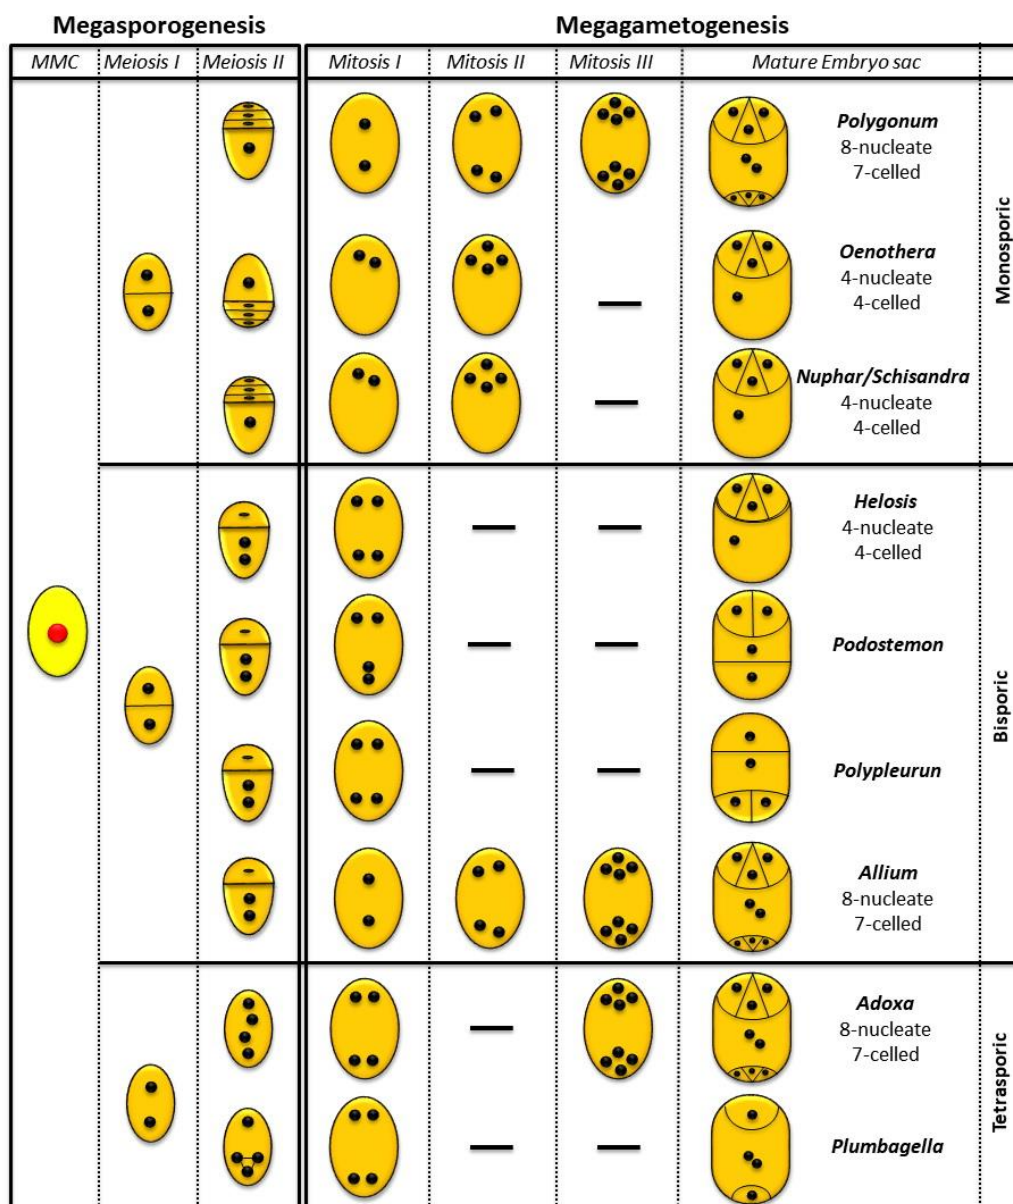 Megasporogenesis
Megagametogenesis
MMC
Meiosis I
Meiosis II
Mitosis I
Mitosis II
Mitosis III
Mature Embryo sac
Polygonum
8-nucleate
7-celled
Oenothera
4-nucleate
4-celled
Nuphar/Schisandra
4-nucleate
4-celled
Monosporic
Helosis
4-nucleate
4-celled
Podostemon
Polypleurun
Allium
8-nucleate
7-celled
Bisporic
Adoxa
8-nucleate
7-celled
Plumbagella
Tetrasporic